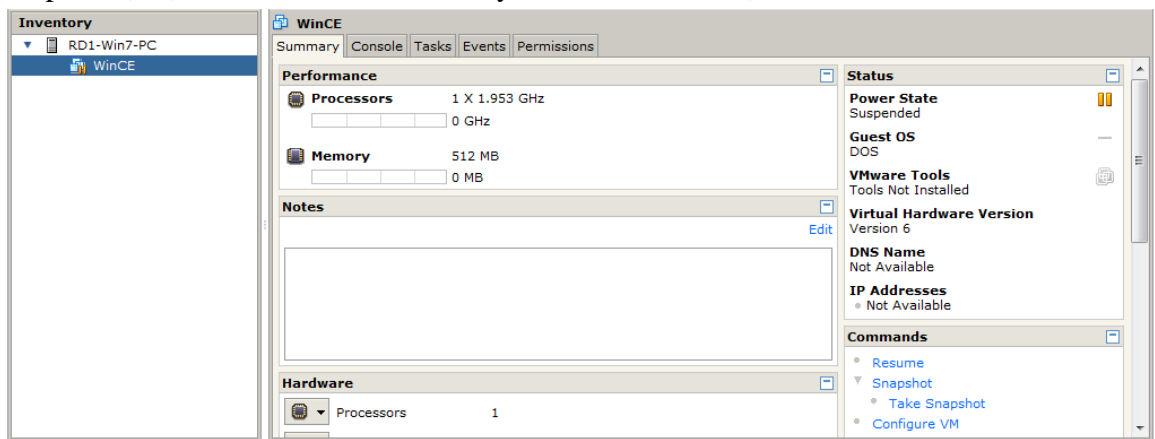 Inventory
RD1-Win7-PC
WinCE
WinCE
Summary Console Tasks Events Permissions
Performance
Processors 1 X 1.953 GHz
0 GHz
Memory 512 MB
0 MB
Notes
Edit
Hardware
Processors 1
Status
Power State
Suspended
Guest OS
DOS
VMware Tools
Tools Not Installed
Virtual Hardware Version
Version 6
DNS Name
Not Available
IP Addresses
Not Available
Commands
Resume
Snapshot
Take Snapshot
Configure VM